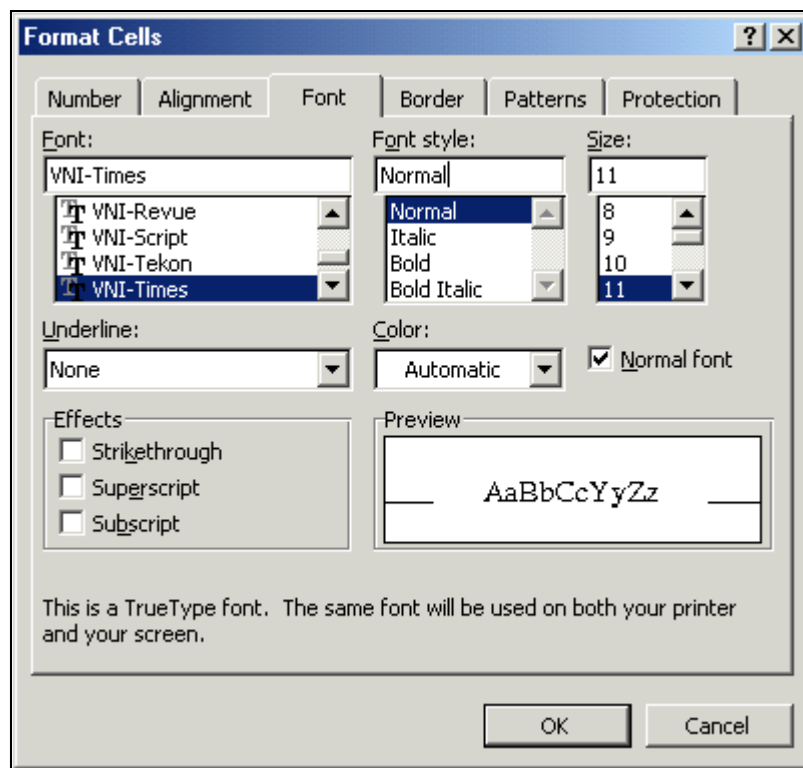 Format Cells
Number Alignment Font Border Patterns Protection
Font: Font style: Size:
VNI-Times Normal 11
VNI-Revue Normal 8
VNI-Script Italic 9
VNI-Tekon Bold 10
VNI-Times Bold Italic 11
Underline: Color:
None Automatic Normal font
Effects Preview
Strikethrough
Superscript AaBbCcYyZz
Subscript
This is a TrueType font. The same font will be used on both your printer
and your screen.
OK Cancel